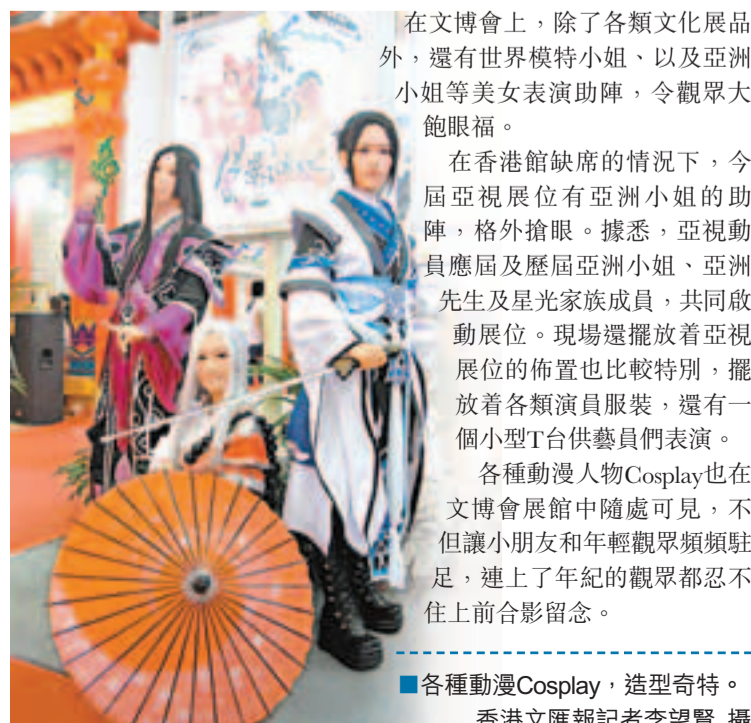 在文博會上，除了各類文化展品
外，還有世界模特小姐、以及亞洲
小姐等美女表演助陣，令觀眾大
飽眼福。
在香港館缺席的情況下，今
屆亞視展位有亞洲小姐的助
陣，格外搶眼。據悉，亞視動
員應屆及歷屆亞洲小姐、亞洲
先生及星光家族成員，共同啟
動展位。現場還擺放着亞視
展位的佈置也比較特別，擺
放着各類演員服裝，還有一
個小型T台供藝員們表演。
各種動漫人物Cosplay也在
文博會展館中隨處可見，不
但讓小朋友和年輕觀眾頻頻駐
足，連上了年紀的觀眾都忍不
住上前合影留念。
■各種動漫Cosplay，造型奇特。
香港文匯報記者李望賢 攝